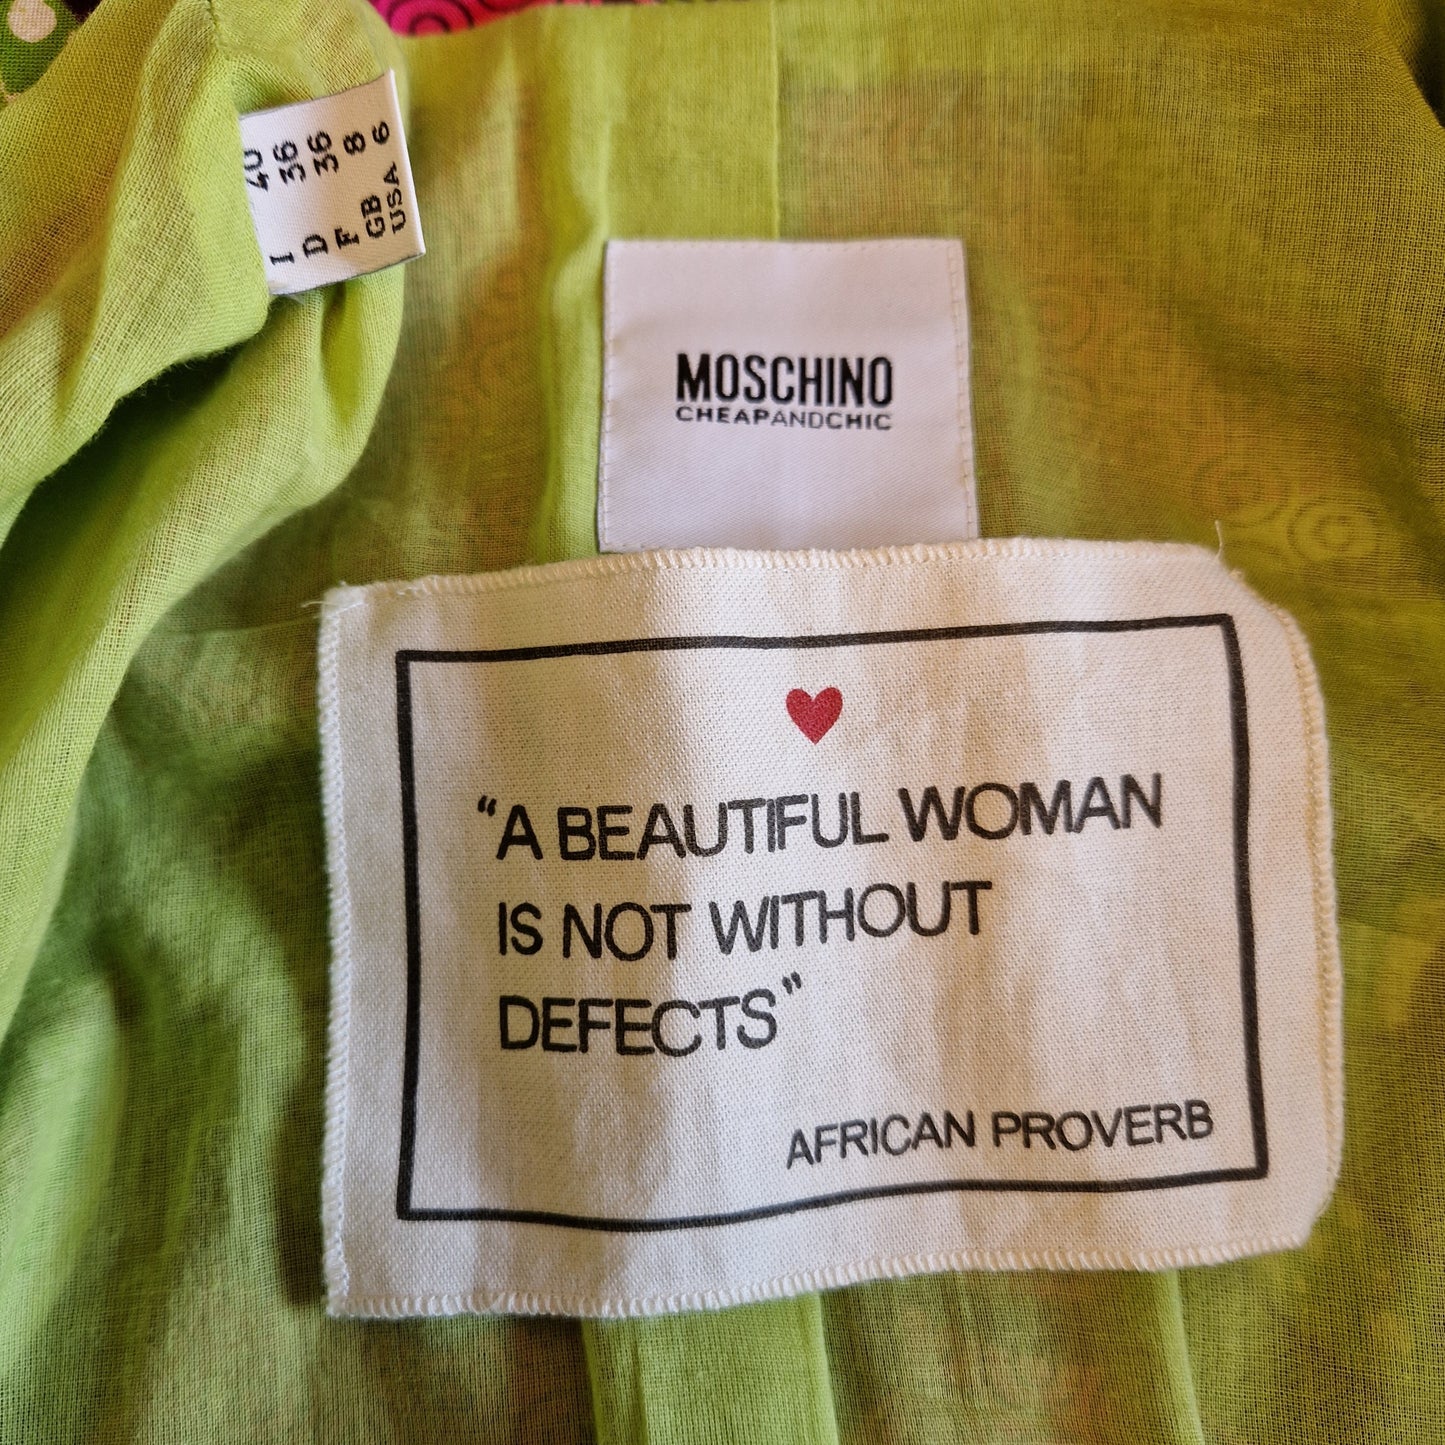 I 40
D 36
F 36
GB 8
USA 6
MOSCHINO
CHEAPANDCHIC
“A BEAUTIFUL WOMAN
IS NOT WITHOUT
DEFECTS”
AFRICAN PROVERB